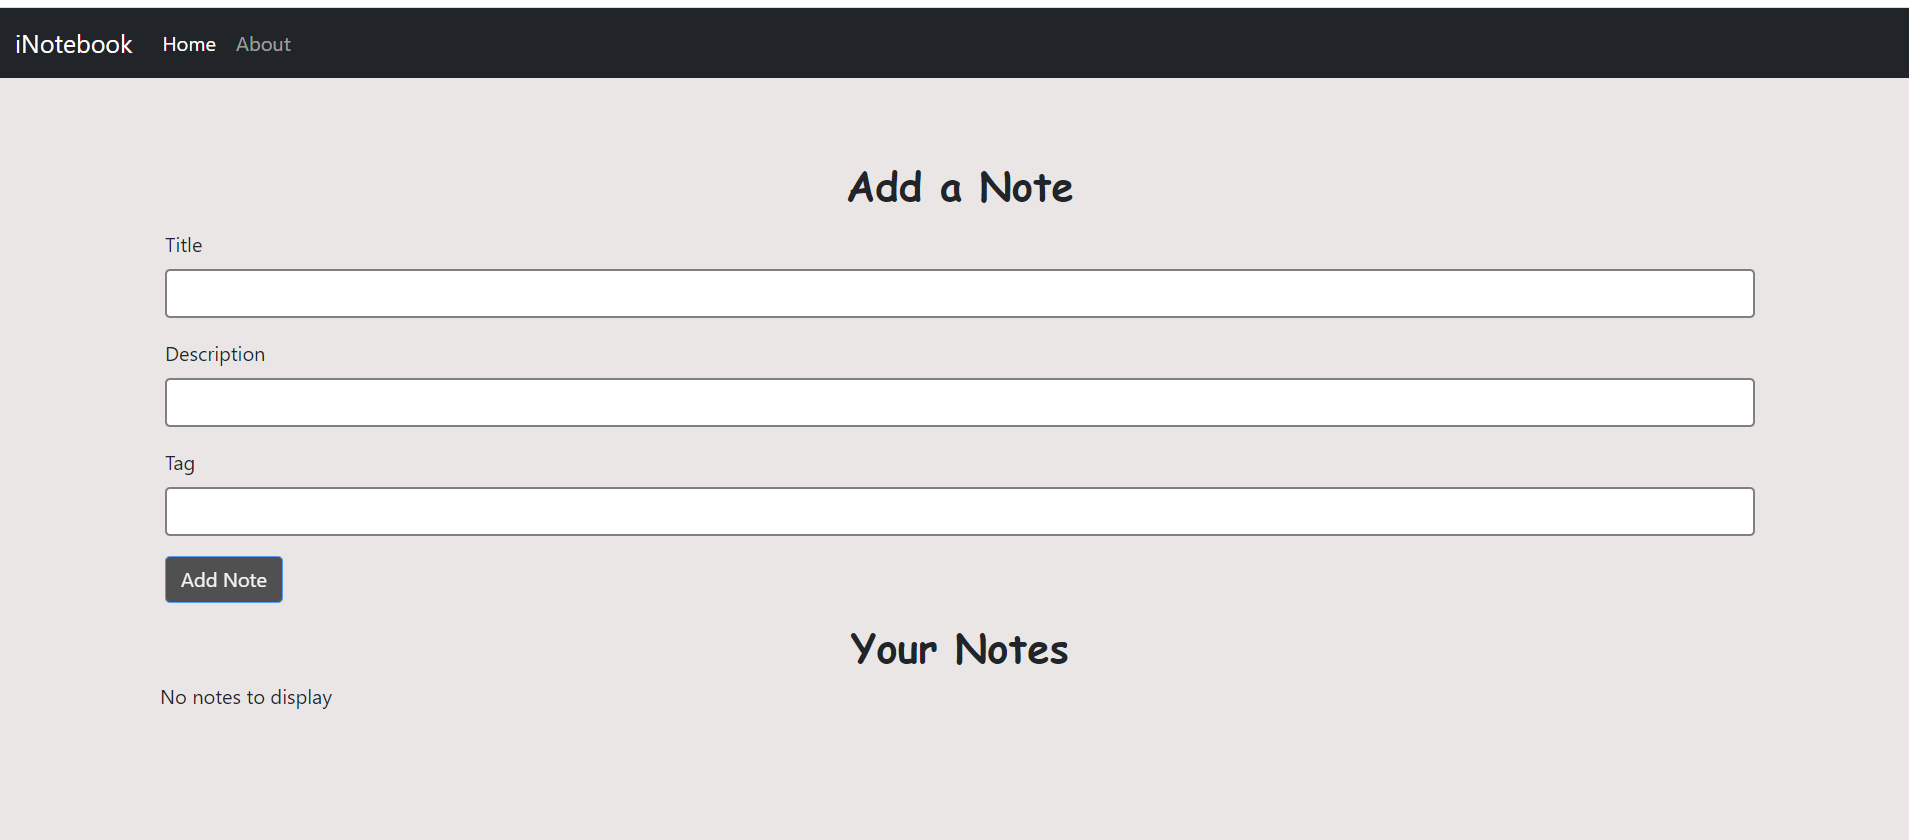 iNotebook Home About
Add a Note
Title
Description
Tag
Add Note
Your Notes
No notes to display